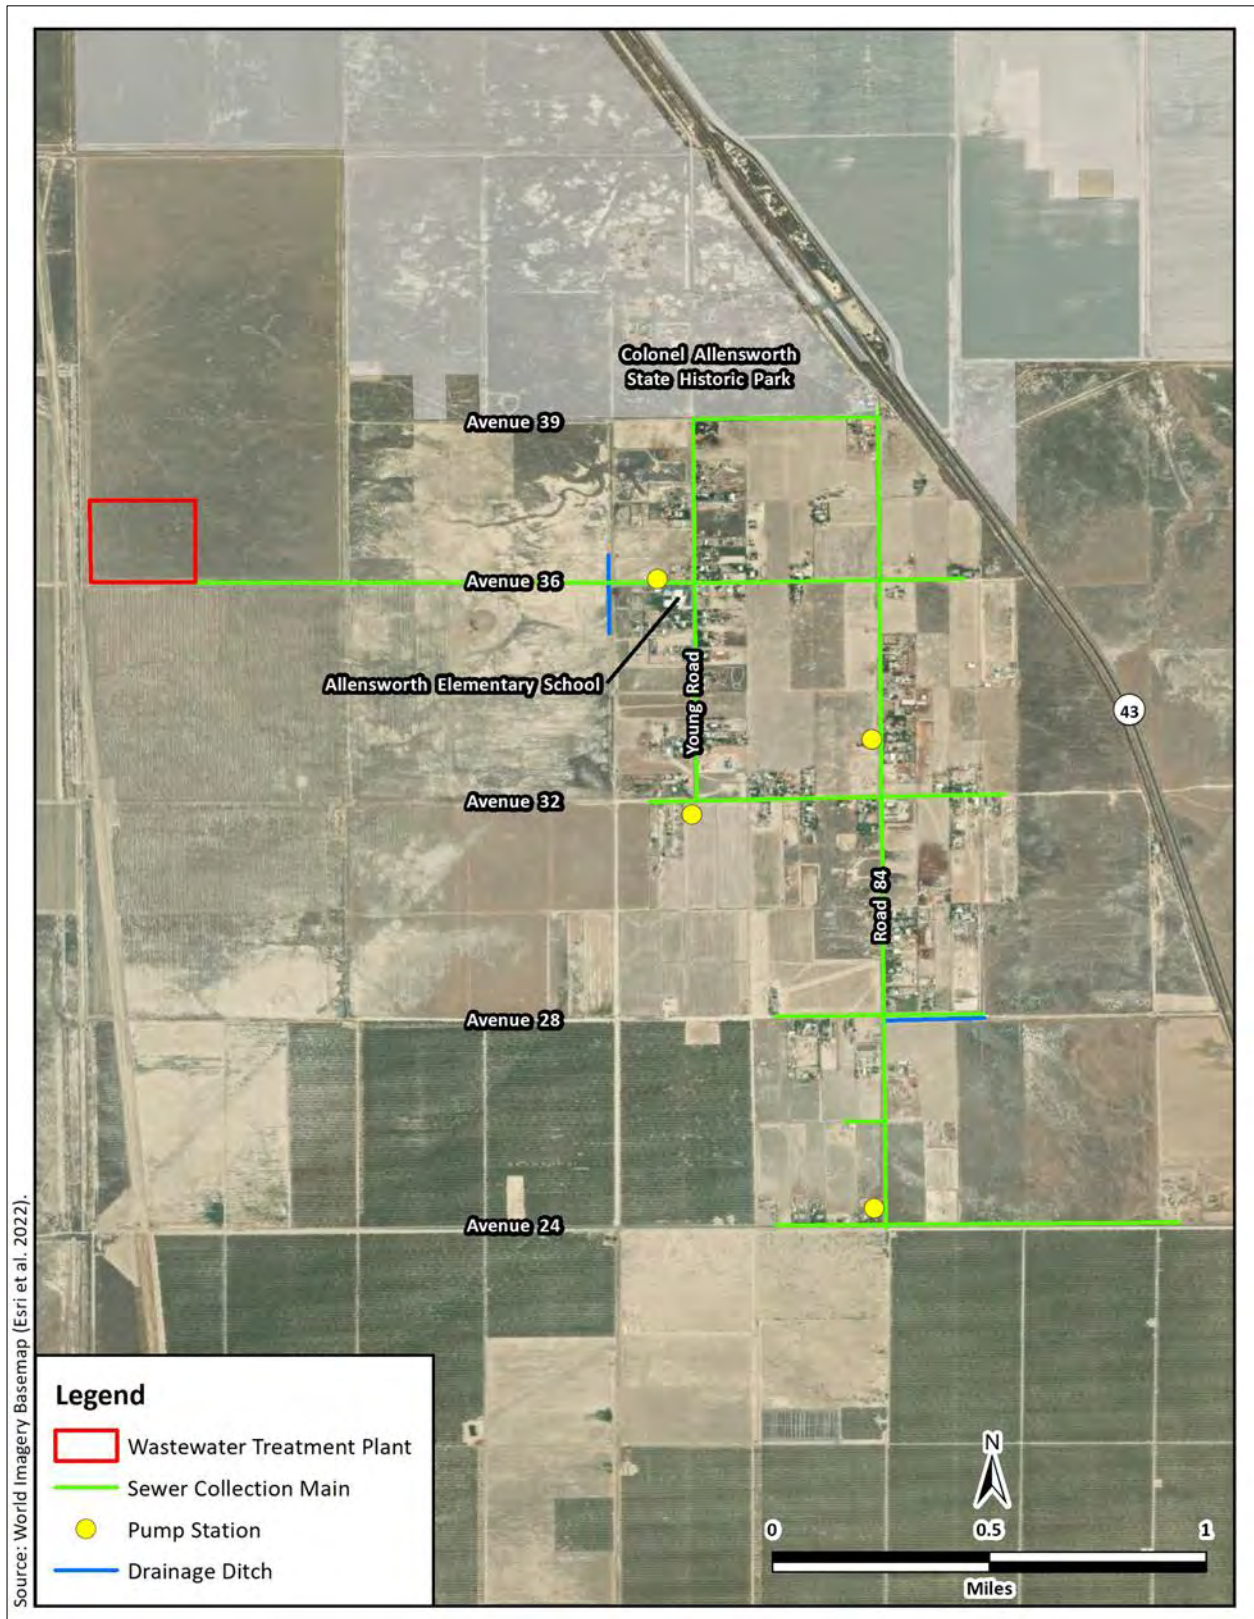 Colonel Allensworth
State Historic Park
Avenue 39
Avenue 36
Allensworth Elementary School
Young Road
43
Avenue 32
Road 84
Avenue 28
Avenue 24
Source: World Imagery Basemap (Esri et al. 2022).
Legend
Wastewater Treatment Plant
Sewer Collection Main
Pump Station
Drainage Ditch
N
0 0.5 1
Miles